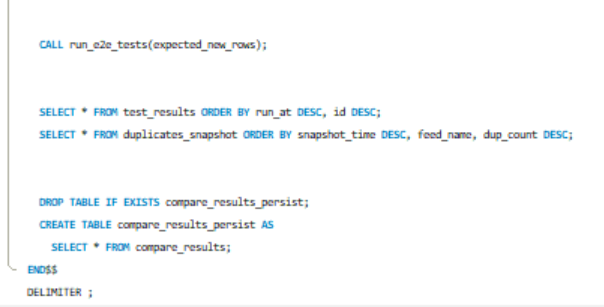 CALL run_e2e_tests(expected_new_rows);
SELECT * FROM test_results ORDER BY run_at DESC, id DESC;
SELECT * FROM duplicates_snapshot ORDER BY snapshot_time DESC, feed_name, dup_count DESC;
DROP TABLE IF EXISTS compare_results_persist;
CREATE TABLE compare_results_persist AS
SELECT * FROM compare_results;
END$$
DELIMITER ;